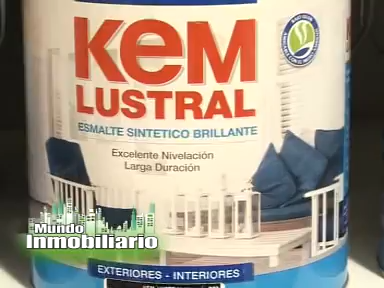 KeM
LUSTRAL
ESMALTE SINTETICO BRILLANTE
Excelente Nivelación
Larga Duración
Mundo
Inmobiliario
EXTERIORES - INTERIORES